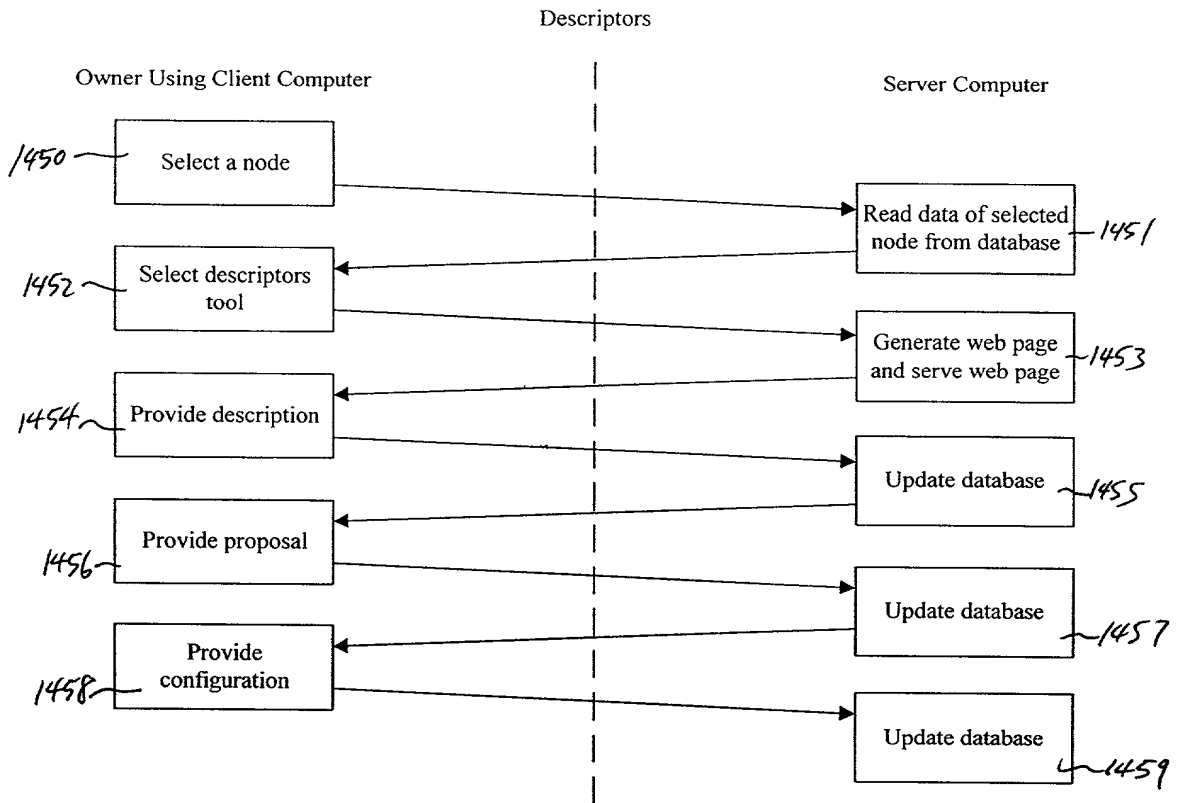 Descriptors
Owner Using Client Computer
Server Computer
1450
Select a node
Read data of selected
node from database
1451
1452
Select descriptors
tool
Generate web page
and serve web page
1453
1454
Provide description
Update database
1455
1456
Provide proposal
Update database
1457
1458
Provide
configuration
Update database
1459